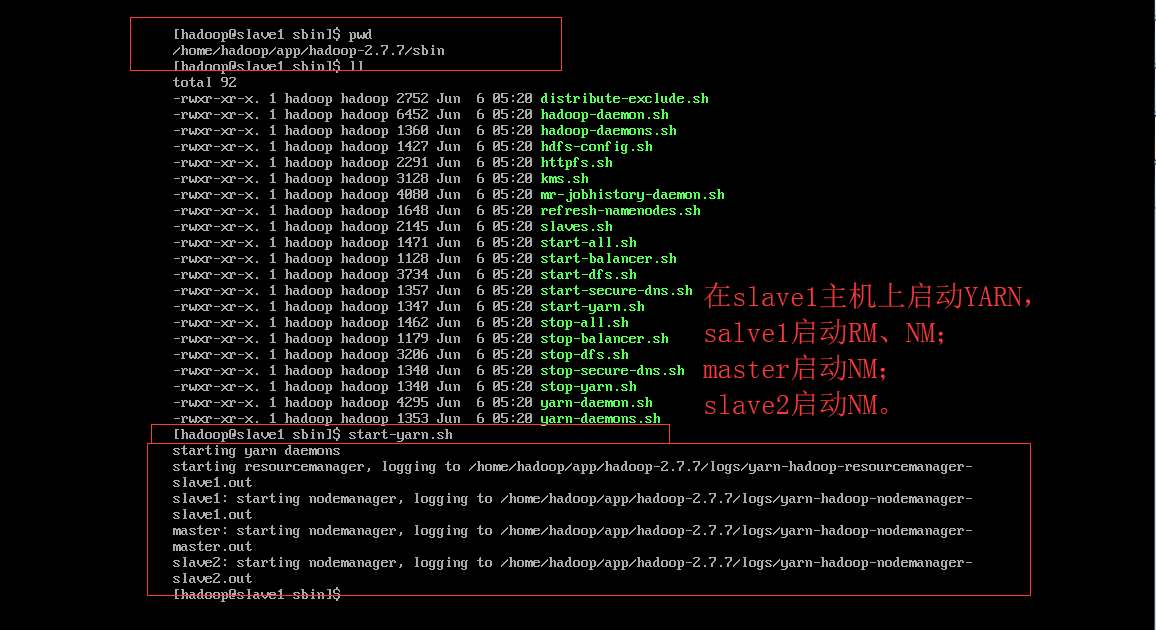 [hadoop@slave1 sbin]$ pwd
/home/hadoop/app/hadoop-2.7.7/sbin
[hadoop@slave1 sbin]$ ll
total 92
-rwxr-xr-x. 1 hadoop hadoop 2752 Jun  6 05:20 distribute-exclude.sh
-rwxr-xr-x. 1 hadoop hadoop 6452 Jun  6 05:20 hadoop-daemon.sh
-rwxr-xr-x. 1 hadoop hadoop 1360 Jun  6 05:20 hadoop-daemons.sh
-rwxr-xr-x. 1 hadoop hadoop 1427 Jun  6 05:20 hdfs-config.sh
-rwxr-xr-x. 1 hadoop hadoop 2291 Jun  6 05:20 httpfs.sh
-rwxr-xr-x. 1 hadoop hadoop 3128 Jun  6 05:20 kms.sh
-rwxr-xr-x. 1 hadoop hadoop 4080 Jun  6 05:20 mr-jobhistory-daemon.sh
-rwxr-xr-x. 1 hadoop hadoop 1648 Jun  6 05:20 refresh-namenodes.sh
-rwxr-xr-x. 1 hadoop hadoop 2145 Jun  6 05:20 slaves.sh
-rwxr-xr-x. 1 hadoop hadoop 1471 Jun  6 05:20 start-all.sh
-rwxr-xr-x. 1 hadoop hadoop 1128 Jun  6 05:20 start-balancer.sh
-rwxr-xr-x. 1 hadoop hadoop 3734 Jun  6 05:20 start-dfs.sh
-rwxr-xr-x. 1 hadoop hadoop 1357 Jun  6 05:20 start-secure-dns.sh
-rwxr-xr-x. 1 hadoop hadoop 1347 Jun  6 05:20 start-yarn.sh
-rwxr-xr-x. 1 hadoop hadoop 1462 Jun  6 05:20 stop-all.sh
-rwxr-xr-x. 1 hadoop hadoop 1179 Jun  6 05:20 stop-balancer.sh
-rwxr-xr-x. 1 hadoop hadoop 3206 Jun  6 05:20 stop-dfs.sh
-rwxr-xr-x. 1 hadoop hadoop 1340 Jun  6 05:20 stop-secure-dns.sh
-rwxr-xr-x. 1 hadoop hadoop 1340 Jun  6 05:20 stop-yarn.sh
-rwxr-xr-x. 1 hadoop hadoop 4295 Jun  6 05:20 yarn-daemon.sh
-rwxr-xr-x. 1 hadoop hadoop 1353 Jun  6 05:20 yarn-daemons.sh
在slave1主机上启动YARN，
salve1启动RM、NM；
master启动NM；
slave2启动NM。
[hadoop@slave1 sbin]$ start-yarn.sh
starting yarn daemons
starting resourcemanager, logging to /home/hadoop/app/hadoop-2.7.7/logs/yarn-hadoop-resourcemanager-
slave1.out
slave1: starting nodemanager, logging to /home/hadoop/app/hadoop-2.7.7/logs/yarn-hadoop-nodemanager-
slave1.out
master: starting nodemanager, logging to /home/hadoop/app/hadoop-2.7.7/logs/yarn-hadoop-nodemanager-
master.out
slave2: starting nodemanager, logging to /home/hadoop/app/hadoop-2.7.7/logs/yarn-hadoop-nodemanager-
slave2.out
[hadoop@slave1 sbin]$